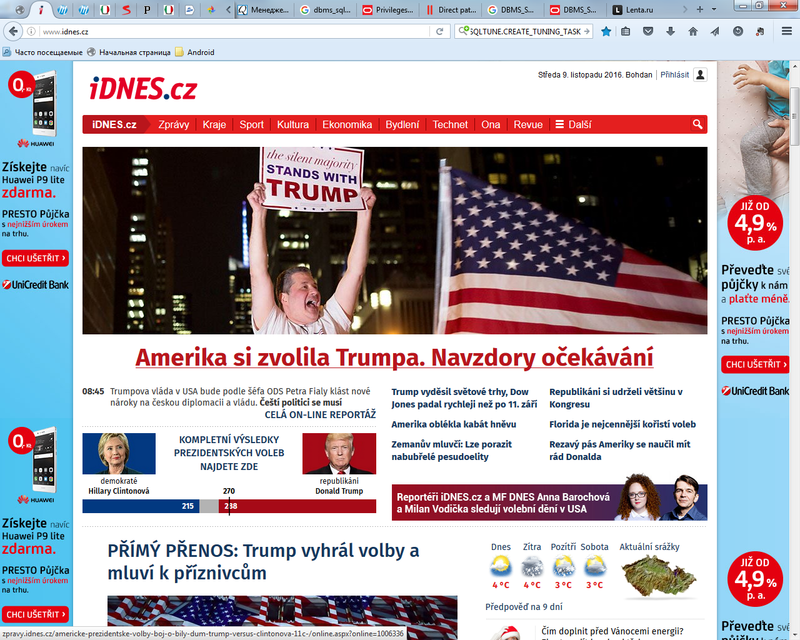 Менедже...
dbms_sql...
Privileges...
Direct pat...
DBMS_S...
DBMS_S...
Lenta.ru
www.idnes.cz
SQLTUNE.CREATE_TUNING_TASK
Часто посещаемые
Начальная страница
Android
iDNES.cz
Středa 9. listopadu 2016. Bohdan | Přihlásit
iDNES.cz
Zprávy
Kraje
Sport
Kultura
Ekonomika
Bydlení
Technet
Ona
Revue
Další
the silent majority
STANDS WITH
TRUMP
Amerika si zvolila Trumpa. Navzdory očekávání
08:45 Trumpova vláda v USA bude podle šéfa ODS Petra Fialy klást nové
nároky na českou diplomacii a vládu. Čeští politici se musí
CELÁ ON-LINE REPORTÁŽ
KOMPLETNÍ VÝSLEDKY
PREZIDENTSKÝCH VOLEB
NAJDETE ZDE
demokraté
Hillary Clintonová
republikáni
Donald Trump
270
215
238
Trump vyděsil světové trhy, Dow
Jones padal rychleji než po 11. září
Amerika oblékla kabát hněvu
Zemanův mluvčí: Lze porazit
nabubřelé pseudoelity
Republikáni si udrželi většinu v
Kongresu
Florida je nejcennější kořistí voleb
Rezavý pás Ameriky se naučil mít
rád Donalda
Reportéři iDNES.cz a MF DNES Anna Barochová
a Milan Vodička sledují volební dění v USA
PŘÍMÝ PŘENOS: Trump vyhrál volby a
mluví k příznivcům
Dnes
Zítra
Pozítří
Sobota
Aktuální srážky
4 °C
4 °C
3 °C
3 °C
Předpověď na 9 dní
Čím doplnit před Vánocemi energii?
zpravy.idnes.cz/americke-prezidentske-volby-boj-o-bily-dum-trump-versus-clintonova-11c-/online.aspx?online=1006336
0,-Kč
HUAWEI
Získejte navíc
Huawei P9 lite
zdarma.
PRESTO Půjčka
s nejnižším úrokem
na trhu.
CHCI UŠETŘIT >
UniCredit Bank
0,-Kč
HUAWEI
Získejte navíc
Huawei P9 lite
zdarma.
PRESTO Půjčka
s nejnižším úrokem
na trhu.
CHCI UŠETŘIT >
JIŽ OD
4,9 %
p. a.
Převeďte své
půjčky k nám
a plaťte méně.
PRESTO Půjčka
s nejnižším úrokem
na trhu.
CHCI UŠETŘIT >
UniCredit Bank
JIŽ OD
4,9 %
p. a.
Převeďte své